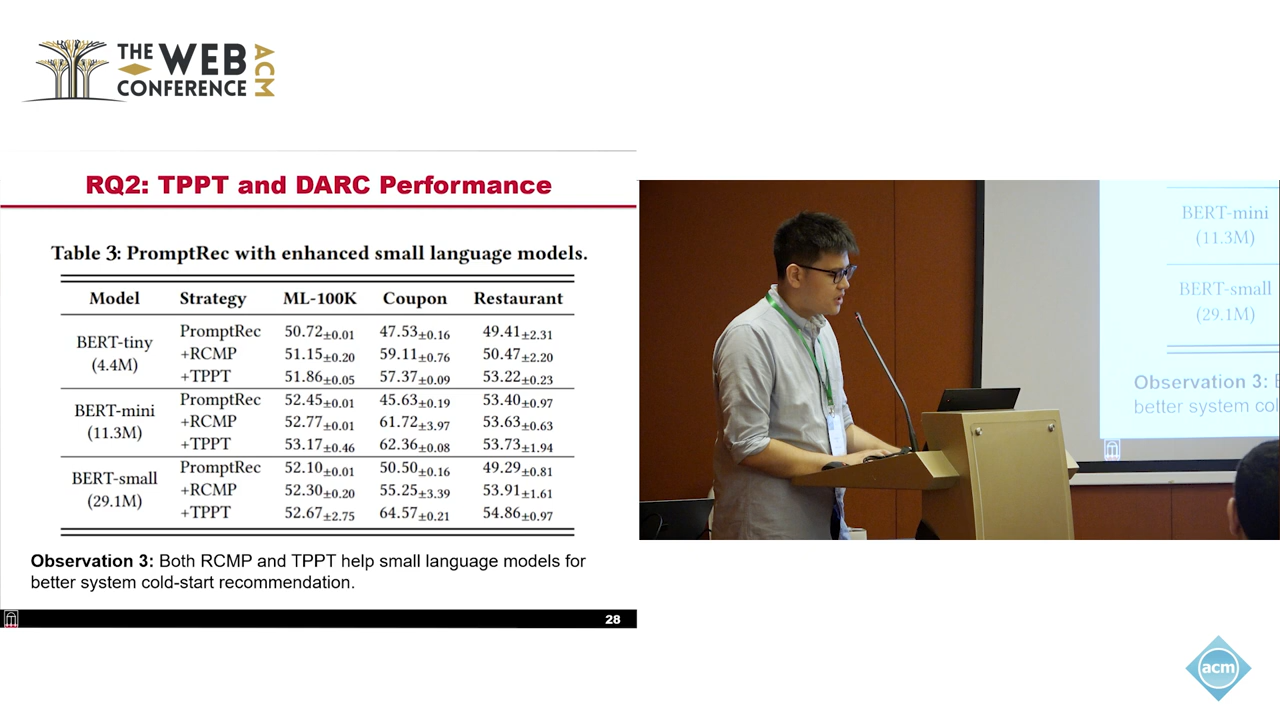 THE WEB
CONFERENCE
ACM
RQ2: TPPT and DARC Performance
Table 3: PromptRec with enhanced small language models.
Model Strategy ML-100K Coupon Restaurant
BERT-tiny
(4.4M)
PromptRec 50.72±0.01 47.53±0.16 49.41±2.31
+RCMP 51.15±0.20 59.11±0.76 50.47±2.20
+TPPT 51.86±0.05 57.37±0.09 53.22±0.23
BERT-mini
(11.3M)
PromptRec 52.45±0.01 45.63±0.19 53.40±0.97
+RCMP 52.77±0.01 61.72±3.97 53.63±0.63
+TPPT 53.17±0.46 62.36±0.08 53.73±1.94
BERT-small
(29.1M)
PromptRec 52.10±0.01 50.50±0.16 49.29±0.81
+RCMP 52.30±0.20 55.25±3.39 53.91±1.61
+TPPT 52.67±2.75 64.57±0.21 54.86±0.97
Observation 3: Both RCMP and TPPT help small language models for
better system cold-start recommendation.
28
BERT-mini
(11.3M)
BERT-small
(29.1M)
Observation 3:
better system
acm